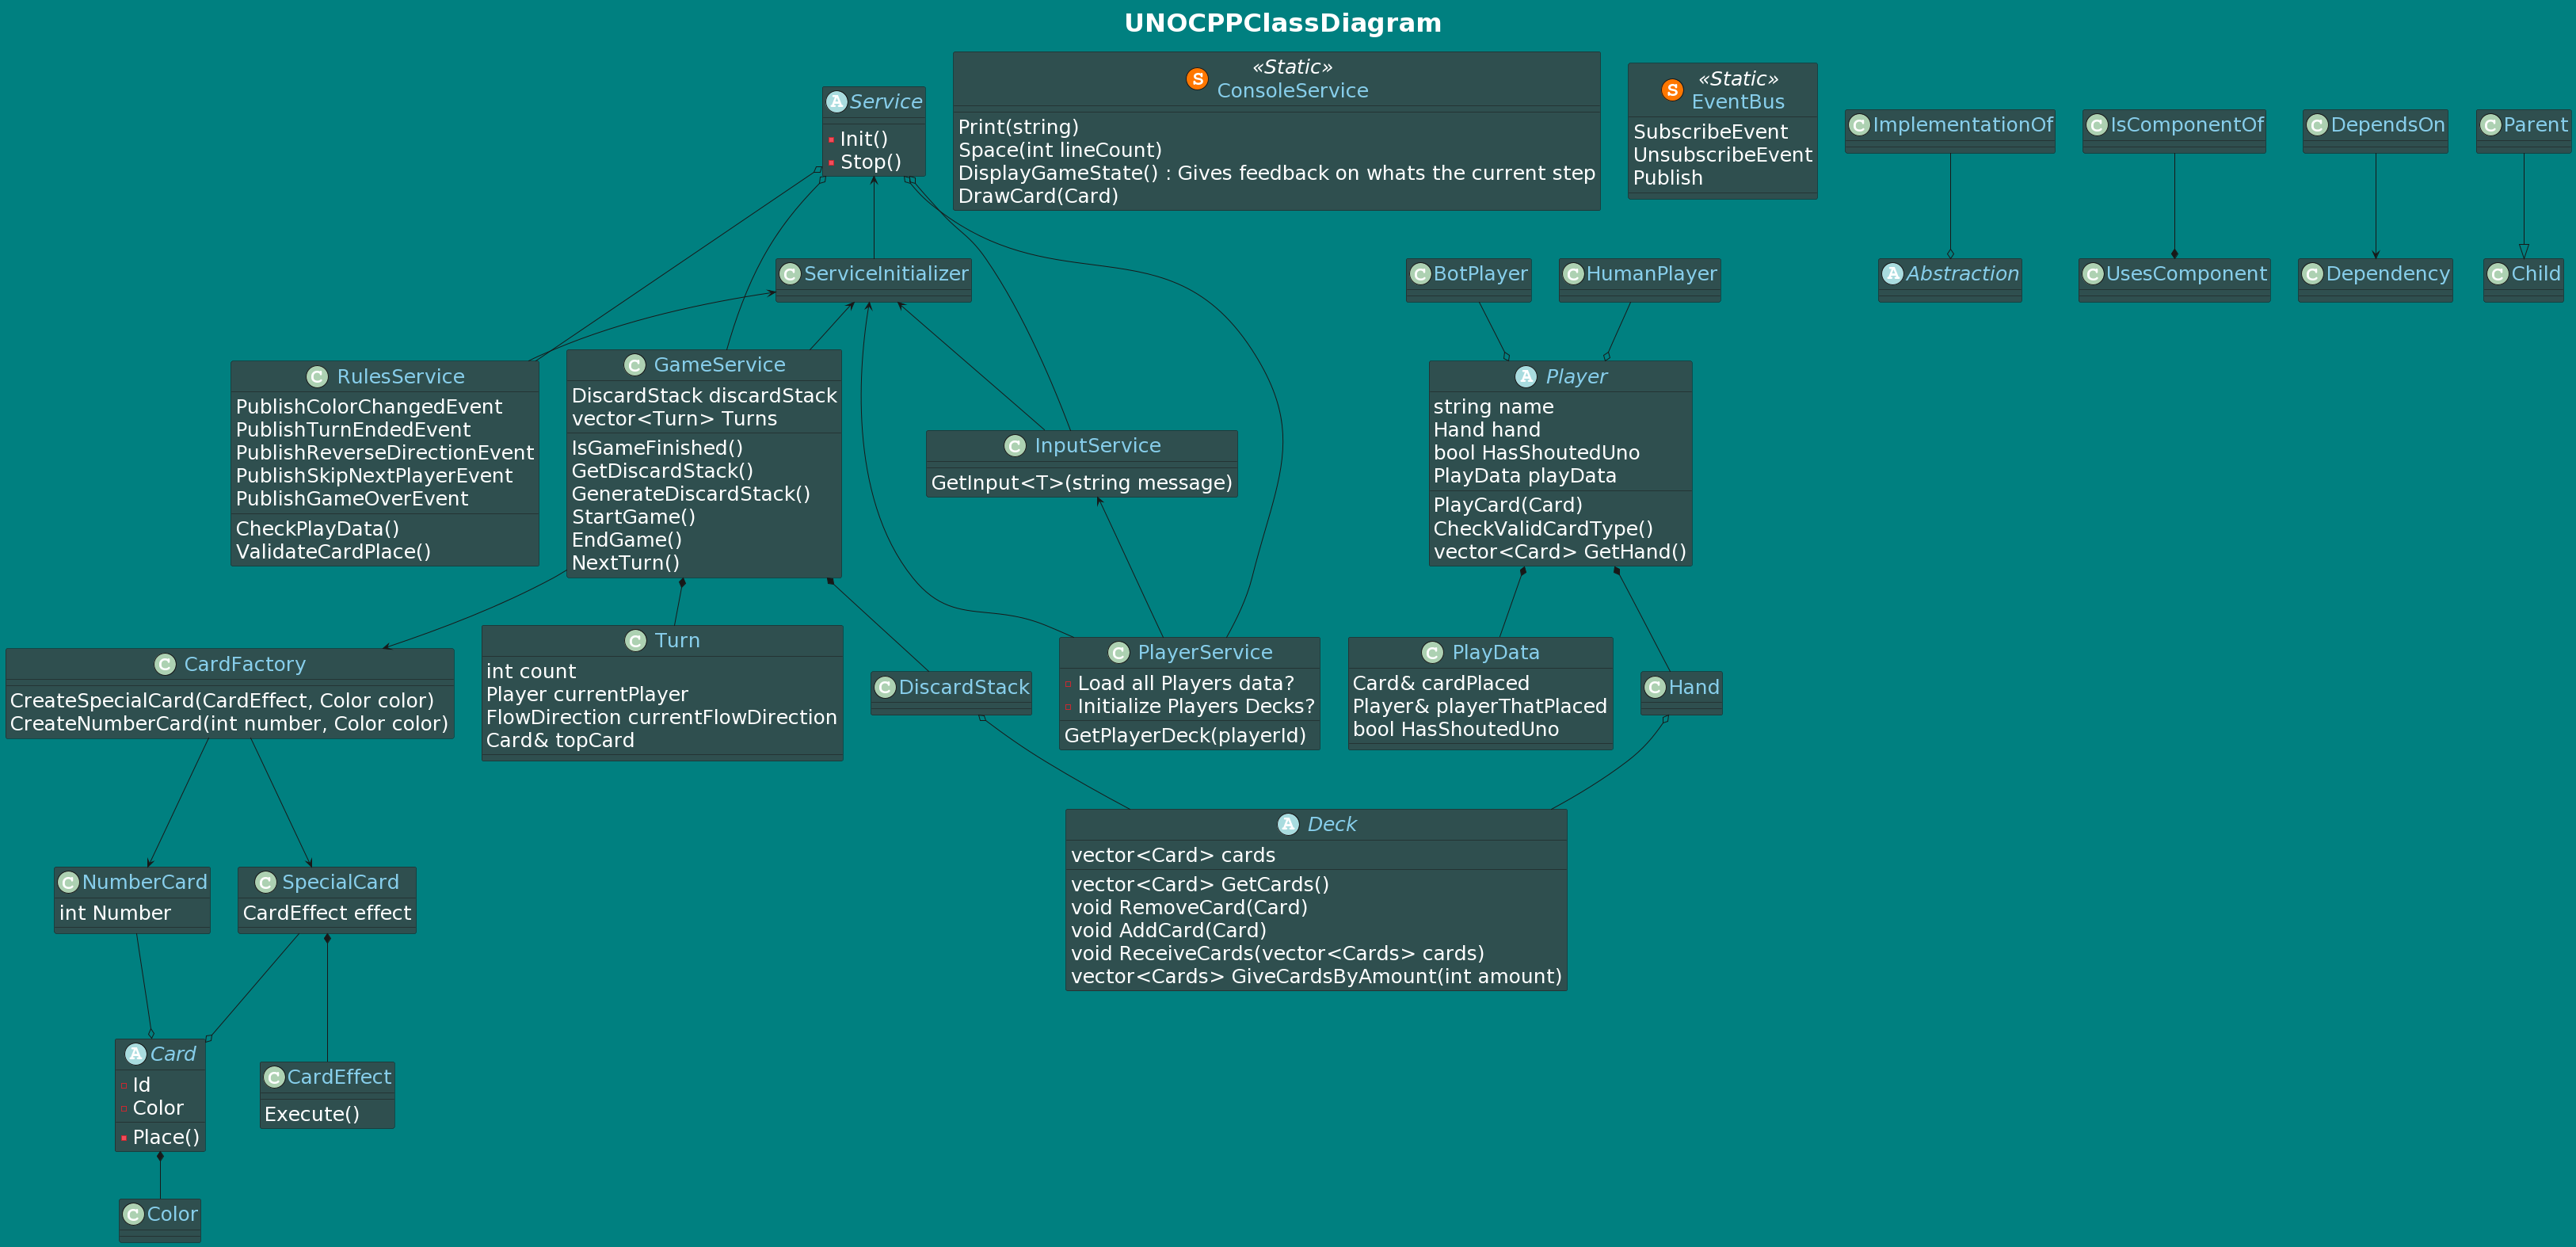 UNOCPPClassDiagram
A Service
Init()
Stop()
S «Static»
ConsoleService
Print(string)
Space(int lineCount)
DisplayGameState() : Gives feedback on whats the current step
DrawCard(Card)
S «Static»
EventBus
SubscribeEvent
UnsubscribeEvent
Publish
C ImplementationOf
C IsComponentOf
C DependsOn
C Parent
C ServiceInitializer
C BotPlayer
C HumanPlayer
A Abstraction
C UsesComponent
C Dependency
C Child
C RulesService
PublishColorChangedEvent
PublishTurnEndedEvent
PublishReverseDirectionEvent
PublishSkipNextPlayerEvent
PublishGameOverEvent
CheckPlayData()
ValidateCardPlace()
C GameService
DiscardStack discardStack
vector<Turn> Turns
IsGameFinished()
GetDiscardStack()
GenerateDiscardStack()
StartGame()
EndGame()
NextTurn()
C InputService
GetInput<T>(string message)
A Player
string name
Hand hand
bool HasShoutedUno
PlayData playData
PlayCard(Card)
CheckValidCardType()
vector<Card> GetHand()
C CardFactory
CreateSpecialCard(CardEffect, Color color)
CreateNumberCard(int number, Color color)
C Turn
int count
Player currentPlayer
FlowDirection currentFlowDirection
Card& topCard
C DiscardStack
C PlayerService
Load all Players data?
Initialize Players Decks?
GetPlayerDeck(playerId)
C PlayData
Card& cardPlaced
Player& playerThatPlaced
bool HasShoutedUno
C Hand
C NumberCard
int Number
C SpecialCard
CardEffect effect
A Deck
vector<Card> cards
vector<Card> GetCards()
void RemoveCard(Card)
void AddCard(Card)
void ReceiveCards(vector<Cards> cards)
vector<Cards> GiveCardsByAmount(int amount)
A Card
Id
Color
Place()
C CardEffect
Execute()
C Color